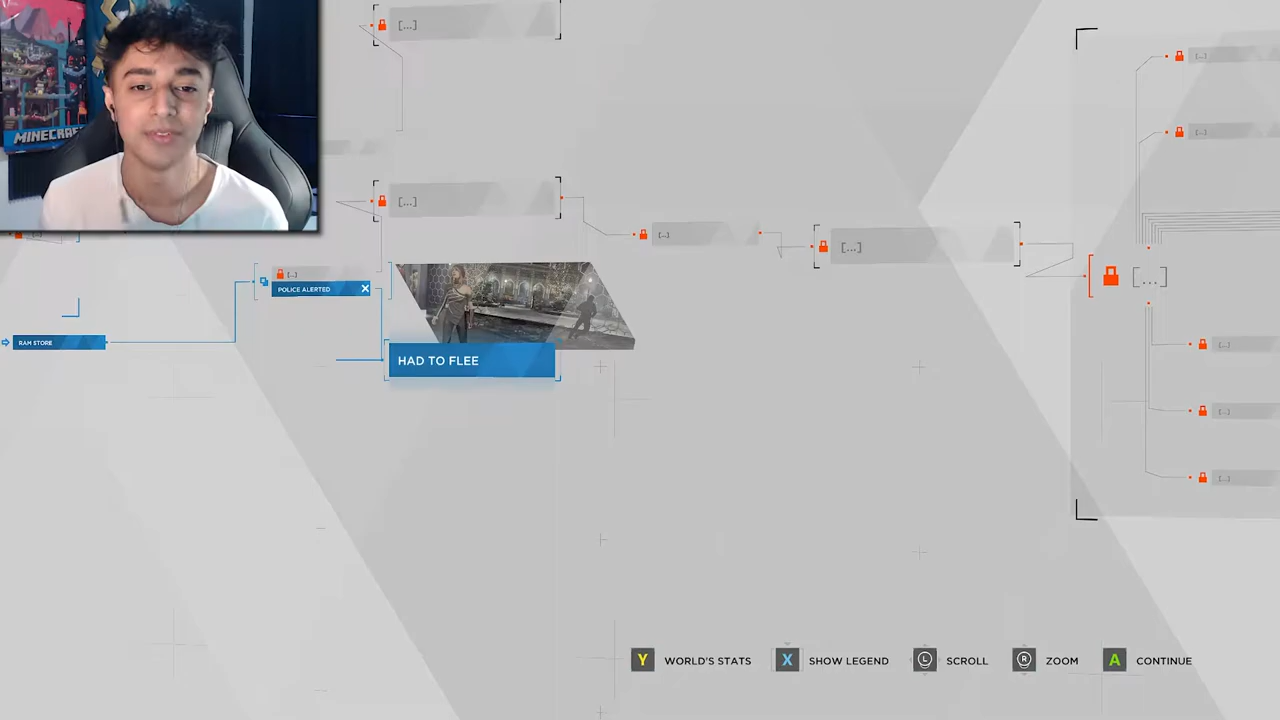 [...]
MINECRAFT
[...]
[...]
[...]
[...]
[...]
[...]
[...]
POLICE ALERTED
RAM STORE
HAD TO FLEE
[...]
[...]
[...]
Y WORLD'S STATS
X SHOW LEGEND
L SCROLL
R ZOOM
A CONTINUE